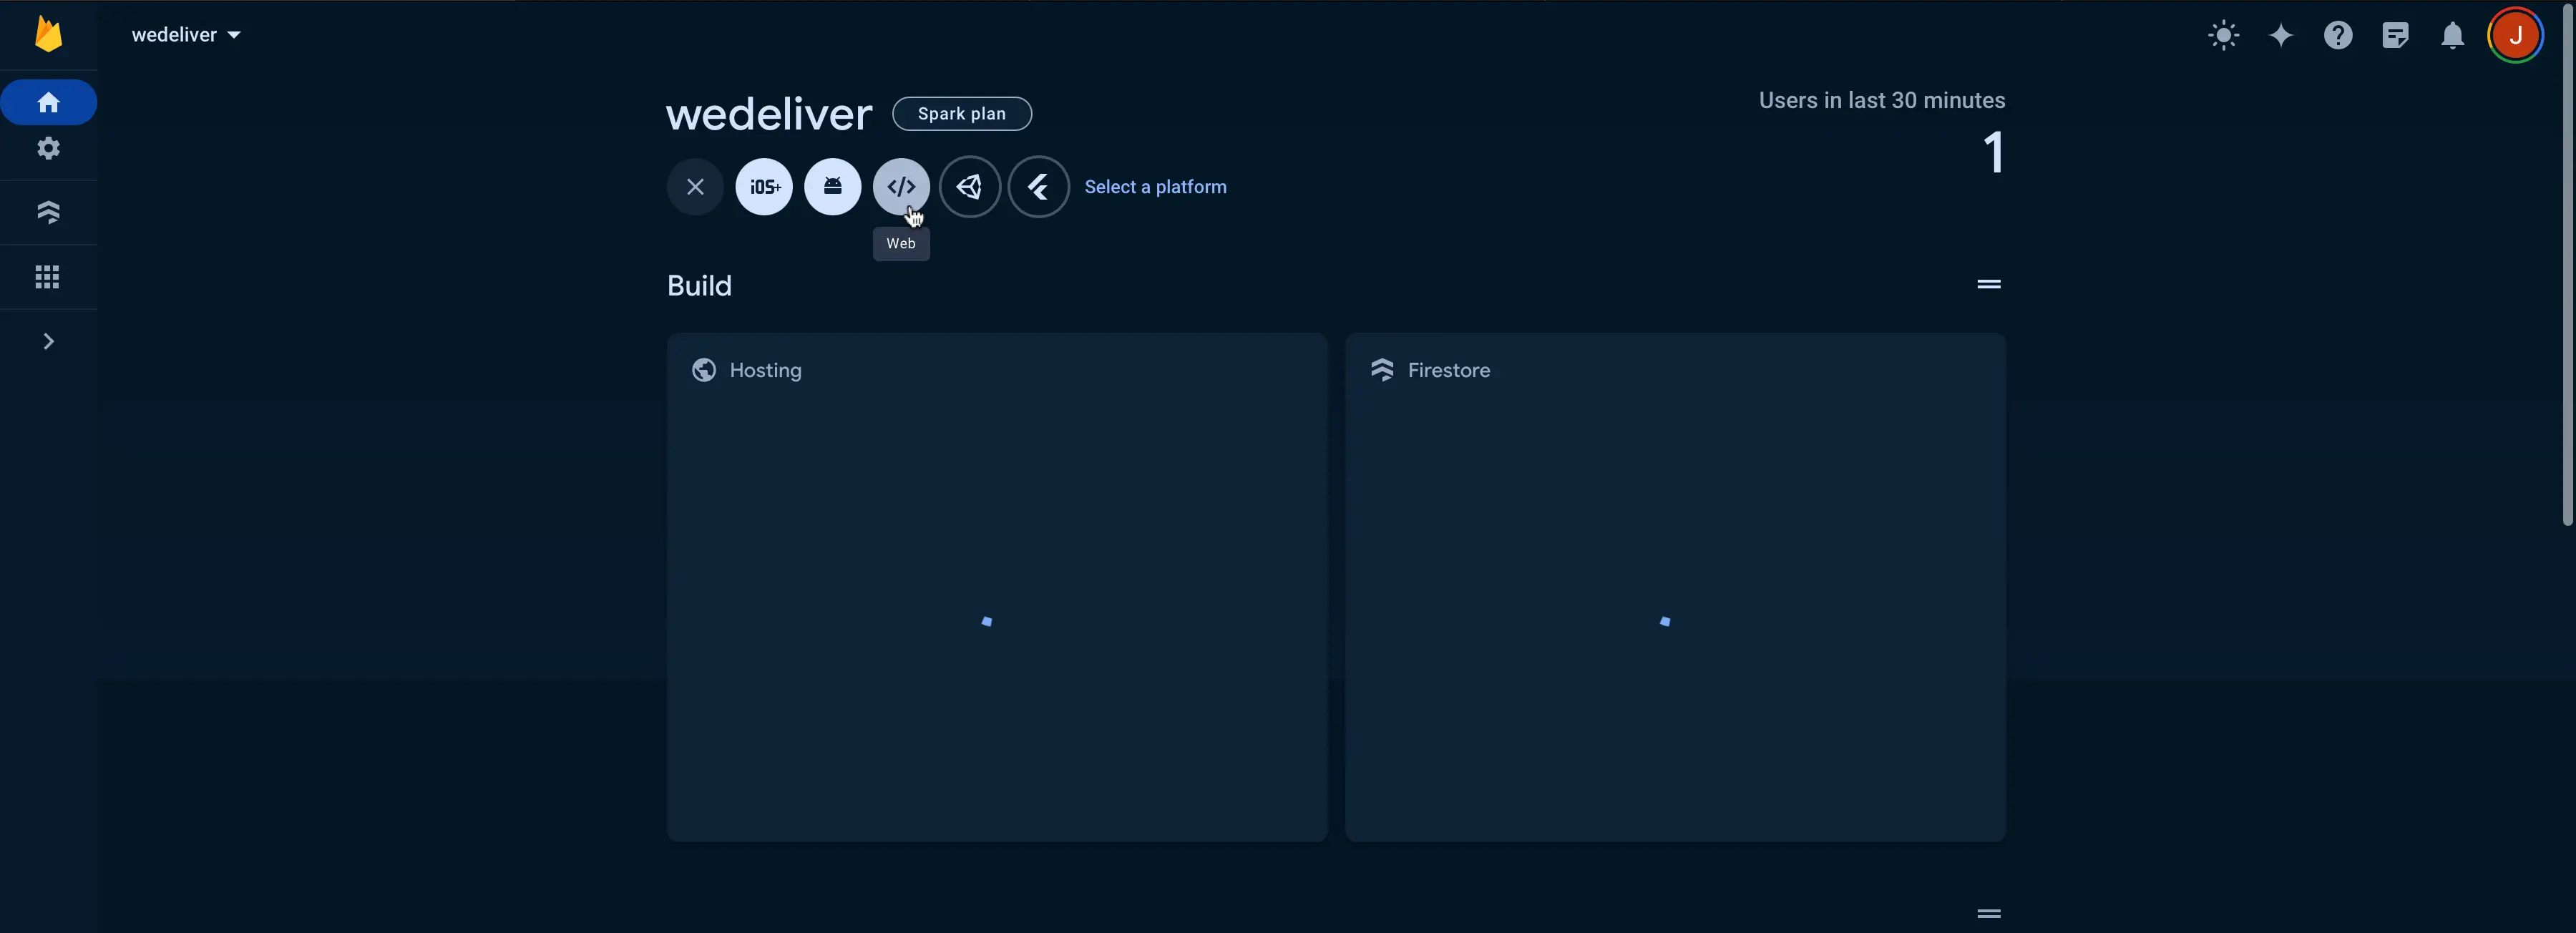 wedeliver
J
wedeliver
Spark plan
Users in last 30 minutes
1
iOS+
</>
Select a platform
Web
Build
Hosting
Firestore